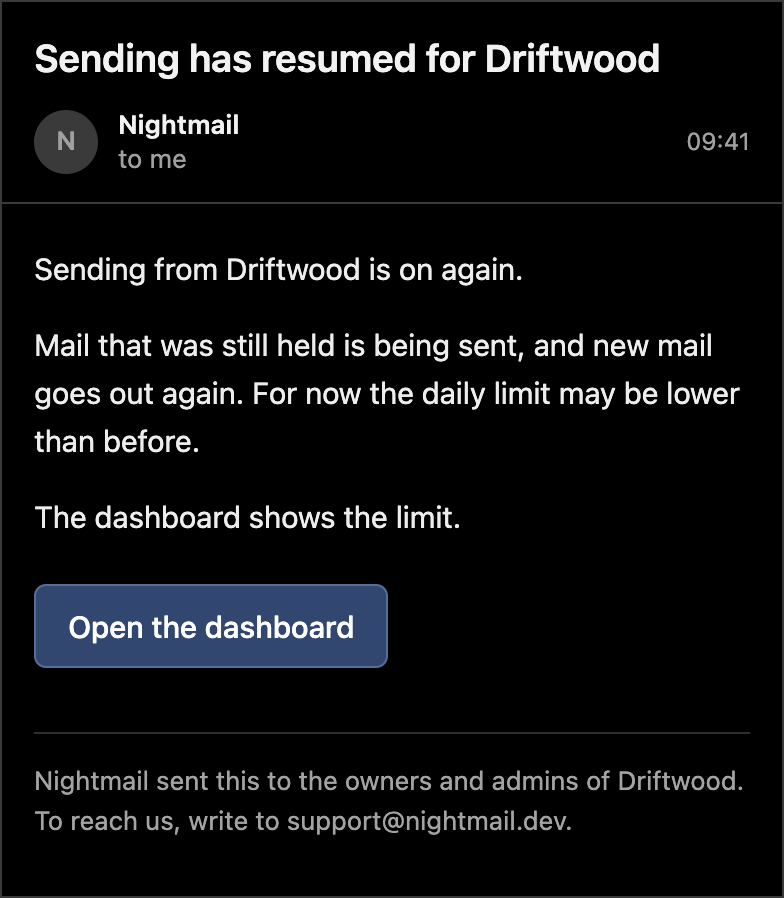 Sending has resumed for Driftwood
N
Nightmail
to me
09:41
Sending from Driftwood is on again.
Mail that was still held is being sent, and new mail
goes out again. For now the daily limit may be lower
than before.
The dashboard shows the limit.
Open the dashboard
Nightmail sent this to the owners and admins of Driftwood.
To reach us, write to support@nightmail.dev.